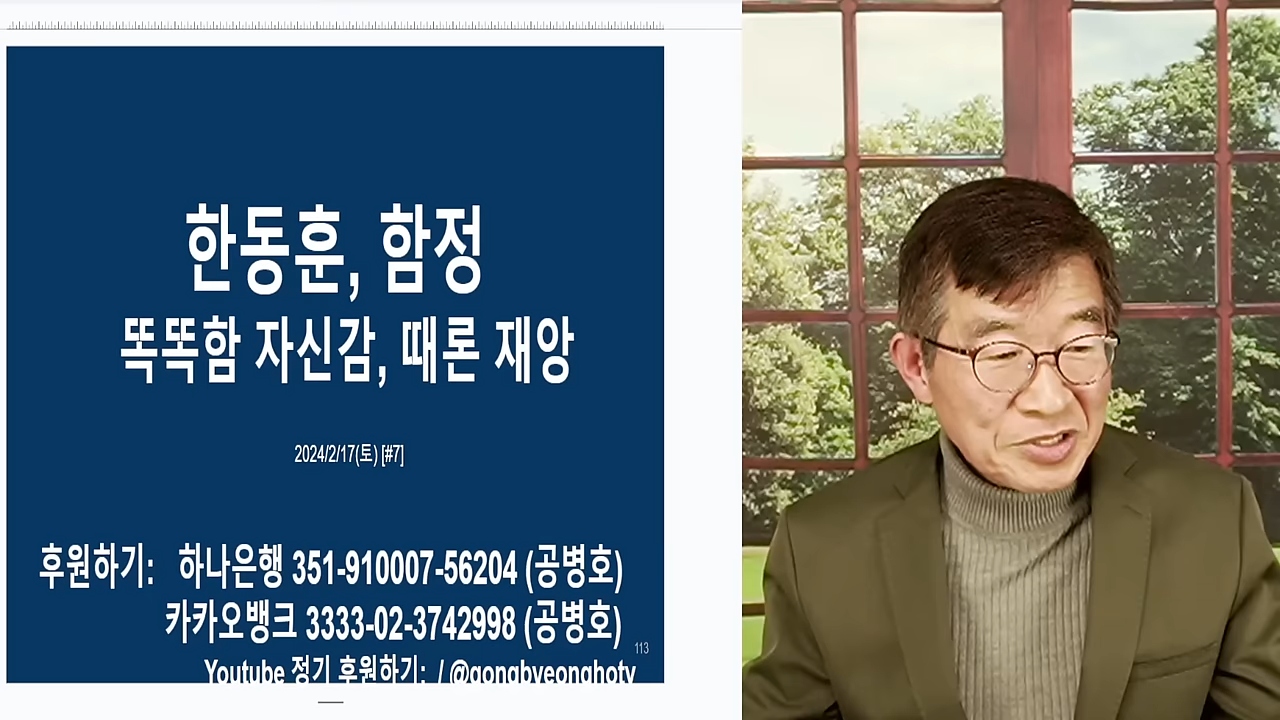 한동훈, 함정
똑똑함 자신감, 때론 재앙
2024/2/17(토) [#7]
후원하기: 하나은행 351-910007-56204 (공병호)
카카오뱅크 3333-02-3742998 (공병호)
113
Youtube 정기 후원하기: / @gongbyeonghotv